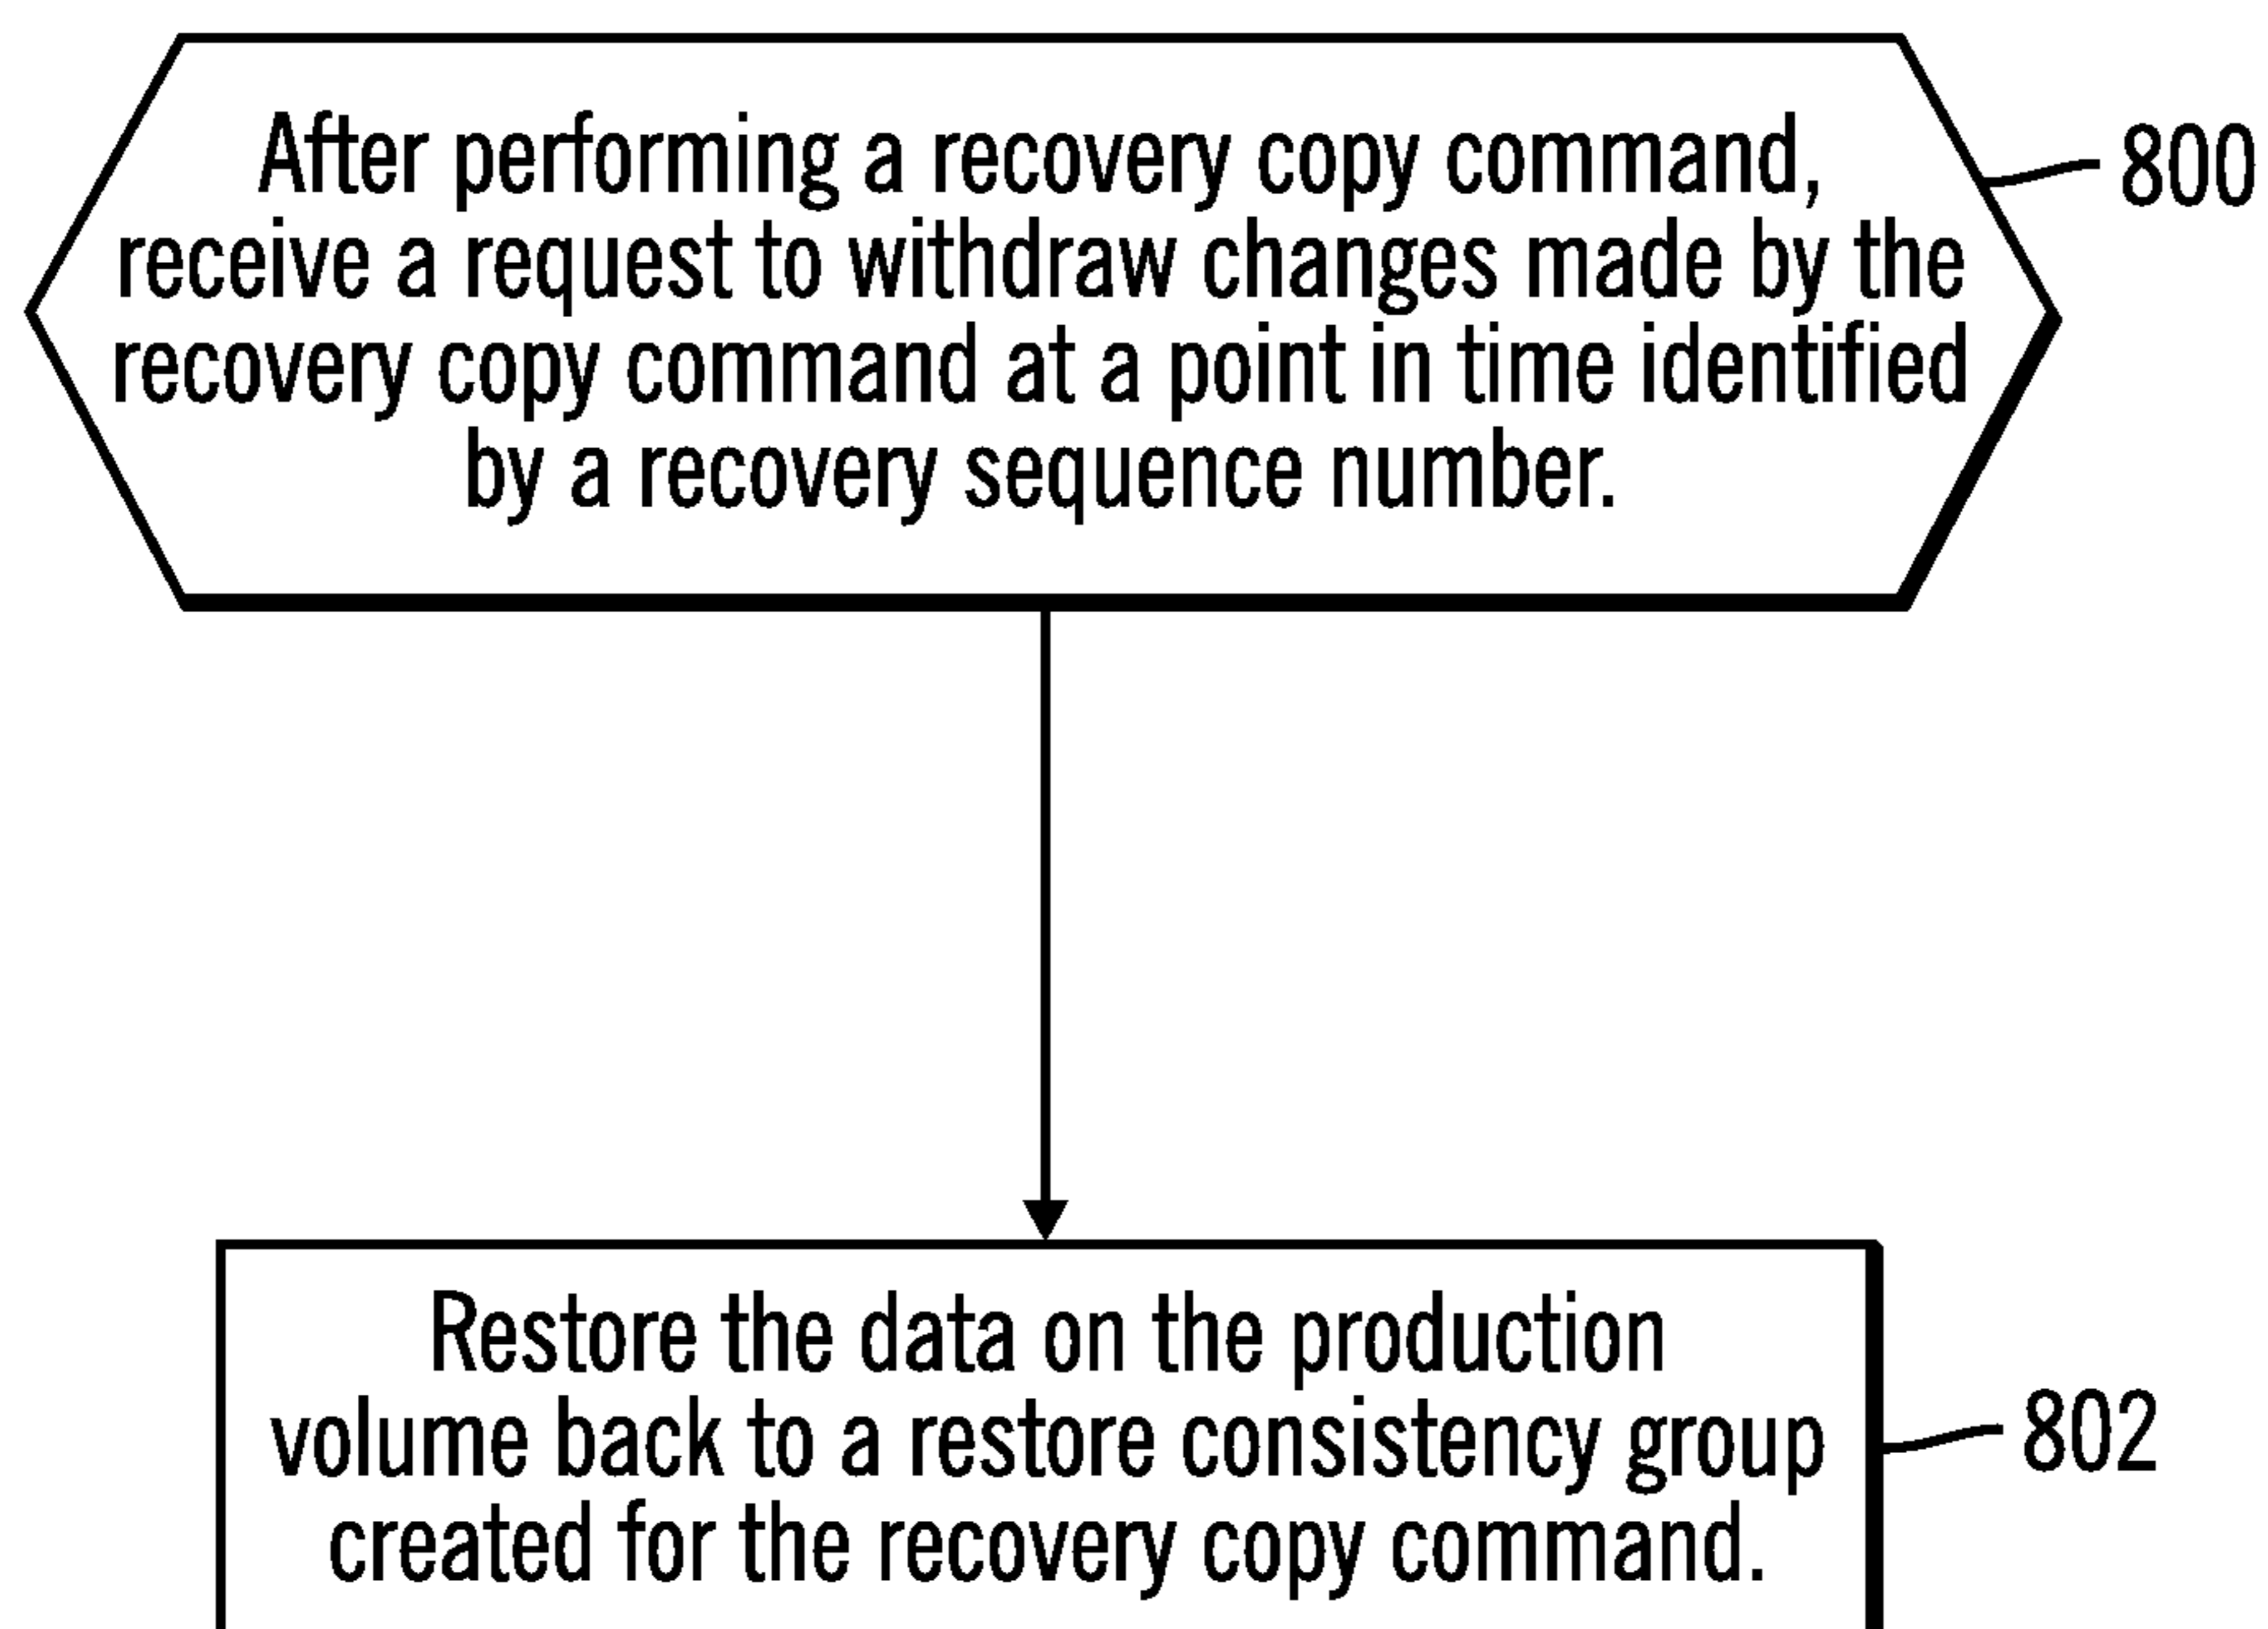 After performing a recovery copy command,
800
receive a request to withdraw changes made by the
recovery copy command at a point in time identified
by a recovery sequence number.
Restore the data on the production
volume back to a restore consistency group
802
created for the recovery copy command.